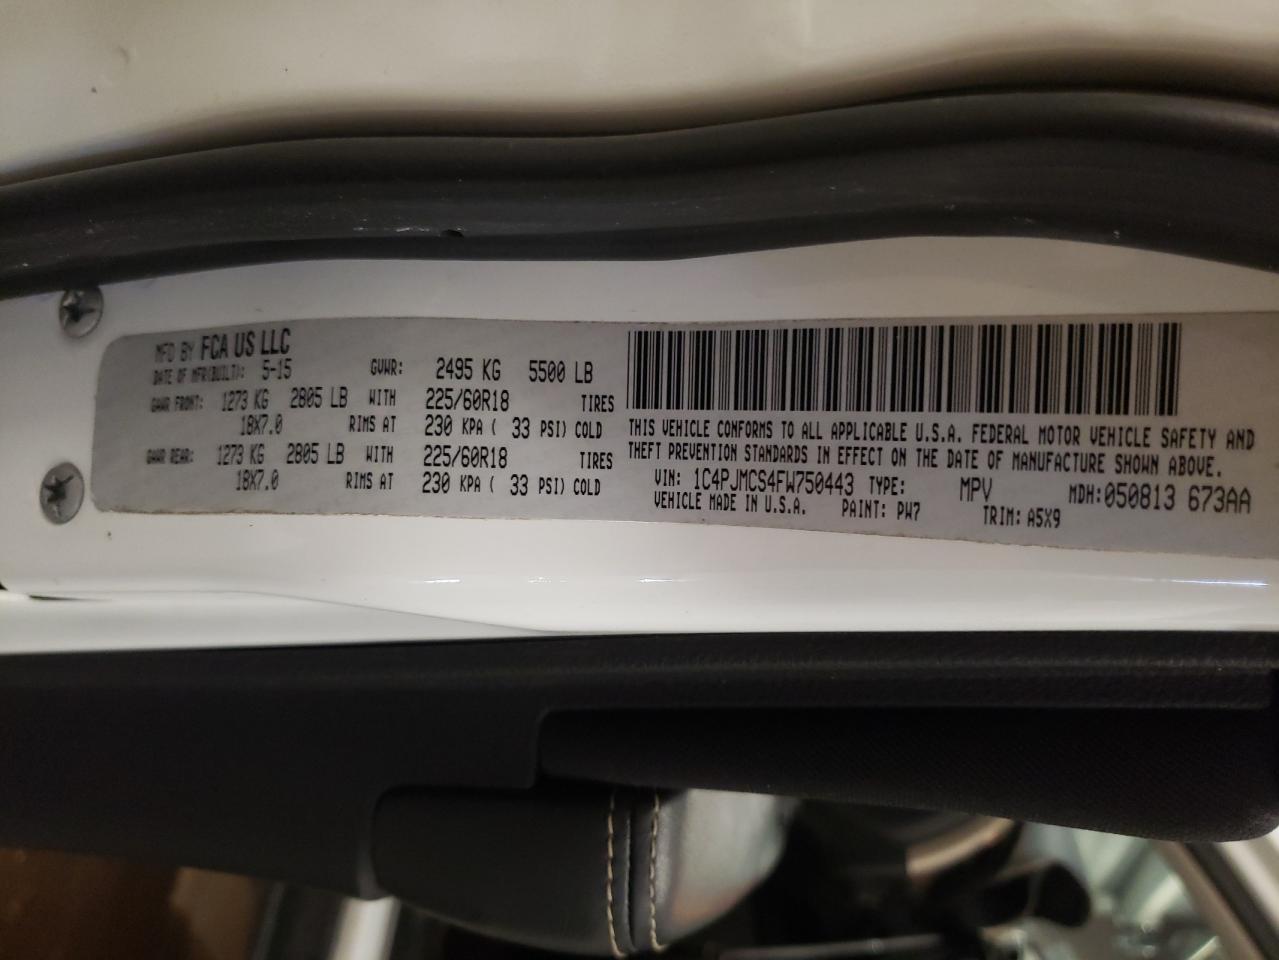 MFD BY FCA US LLC
DATE OF MFR(BUILT): 5-15 GVWR: 2495 KG 5500 LB
GAWR FRONT: 1273 KG 2805 LB WITH 225/60R18 TIRES
18X7.0 RIMS AT 230 KPA ( 33 PSI) COLD
GAWR REAR: 1273 KG 2805 LB WITH 225/60R18 TIRES
18X7.0 RIMS AT 230 KPA ( 33 PSI) COLD
THIS VEHICLE CONFORMS TO ALL APPLICABLE U.S.A. FEDERAL MOTOR VEHICLE SAFETY AND
THEFT PREVENTION STANDARDS IN EFFECT ON THE DATE OF MANUFACTURE SHOWN ABOVE.
VIN: 1C4PJMCS4FW750443 TYPE: MPV MDH:050813 673AA
VEHICLE MADE IN U.S.A. PAINT: PW7 TRIM: A5X9